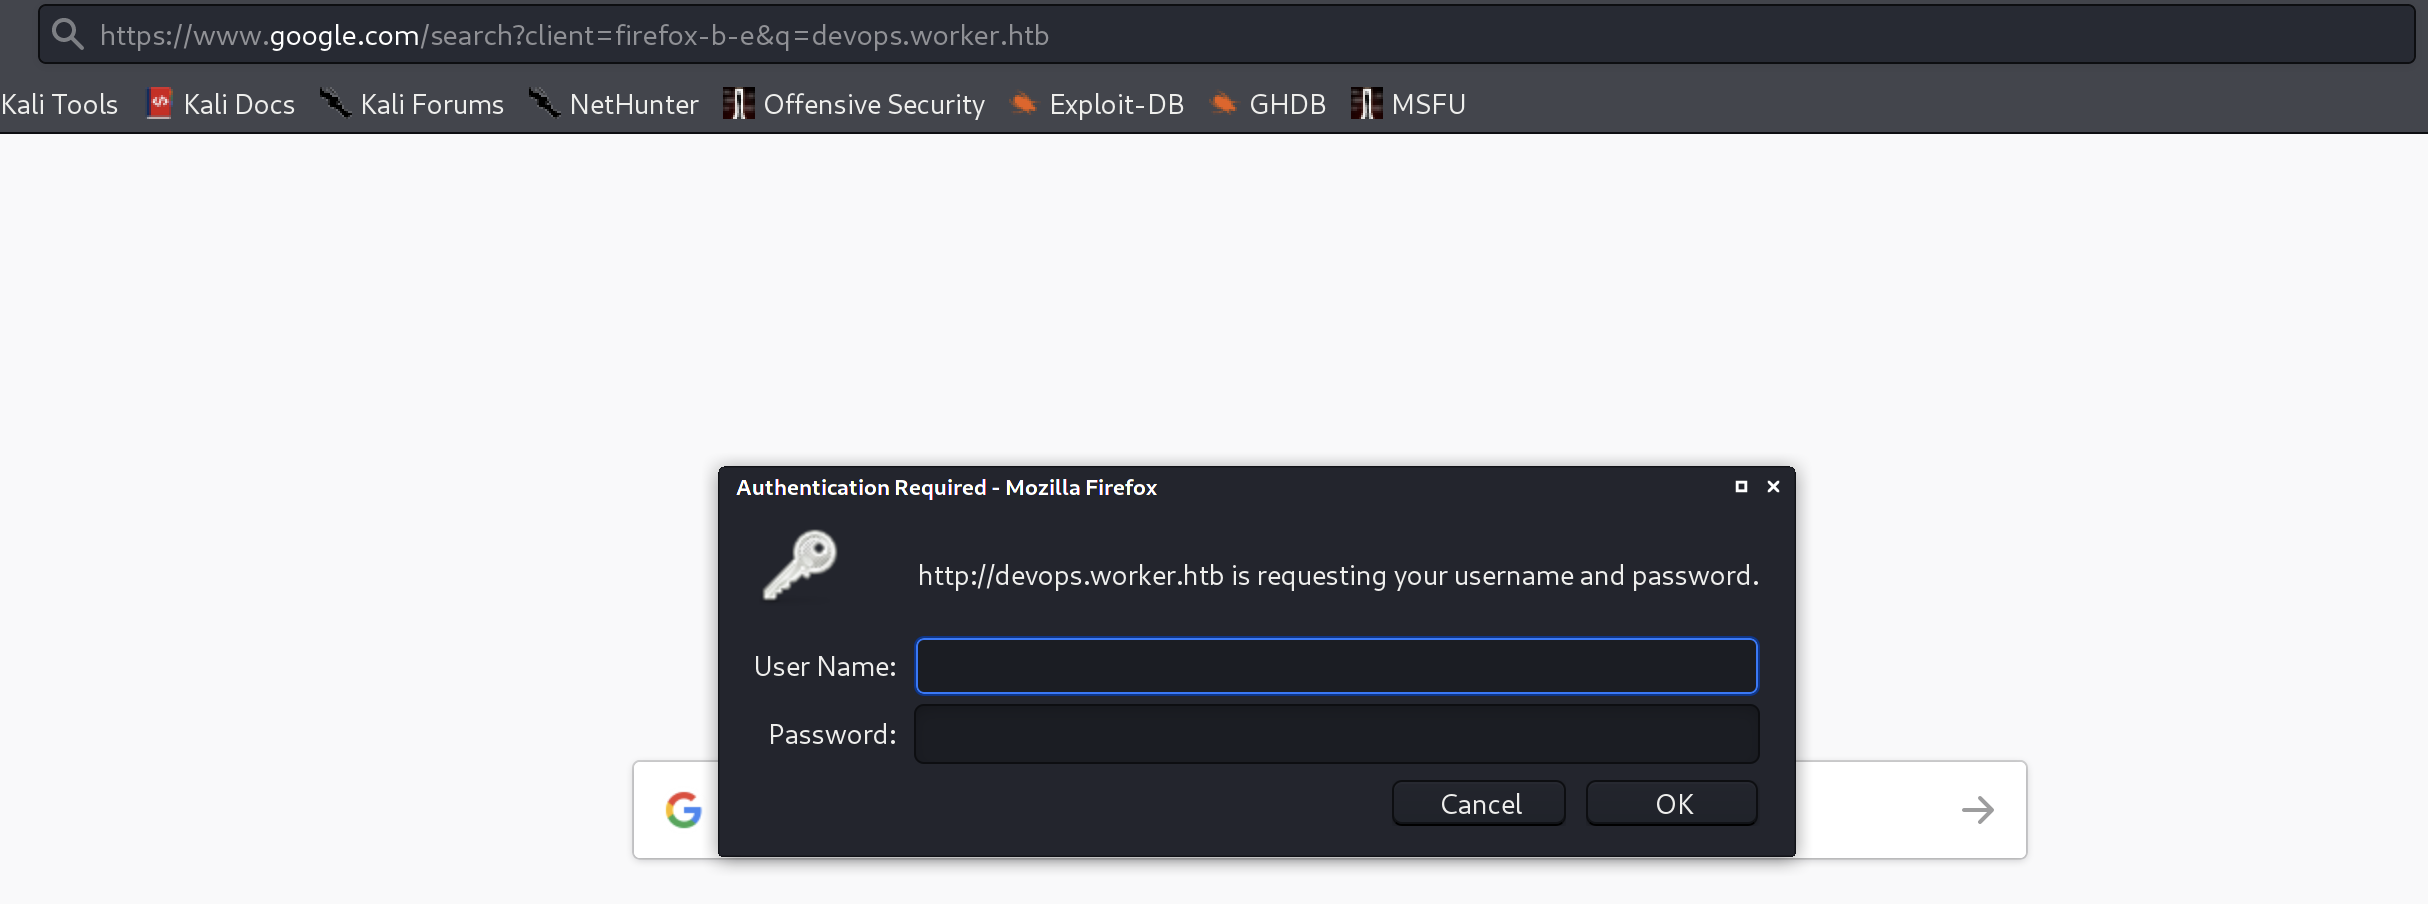 https://www.google.com/search?client=firefox-b-e&q=devops.worker.htb
Kali Tools Kali Docs Kali Forums NetHunter Offensive Security Exploit-DB GHDB MSFU
Authentication Required - Mozilla Firefox
http://devops.worker.htb is requesting your username and password.
User Name:
Password:
Cancel OK